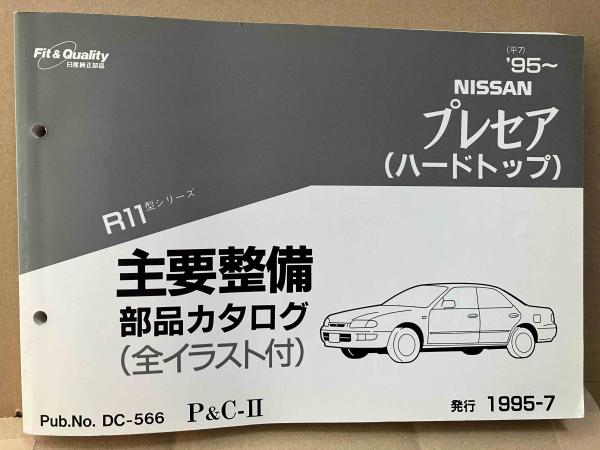 Fit & Quality
日産純正部品
(平7)
'95~
NISSAN
プレセア
(ハードトップ)
R11型シリーズ
主要整備
部品カタログ
(全イラスト付)
Pub.No. DC-566 P&C-II
発行 1995-7